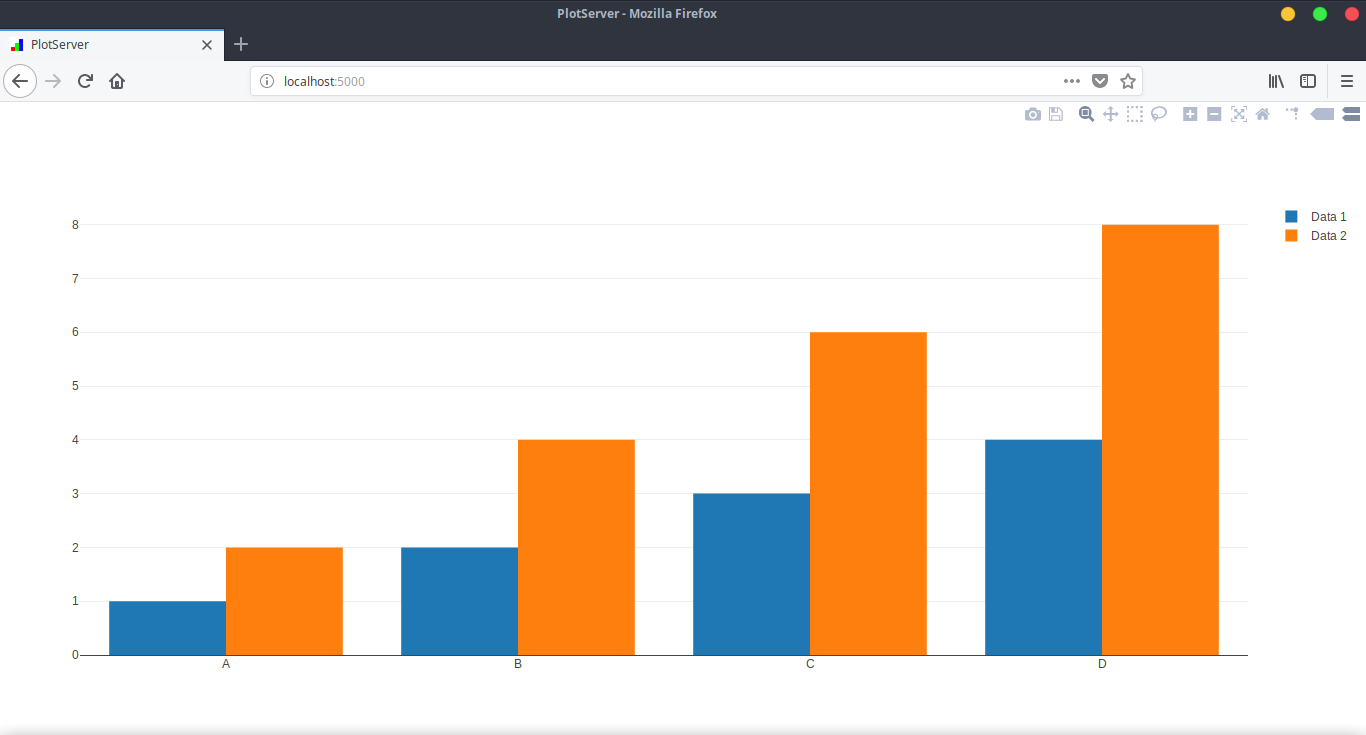 PlotServer - Mozilla Firefox
PlotServer
localhost:5000
Data 1
Data 2
8
7
6
5
4
3
2
1
0
A B C D